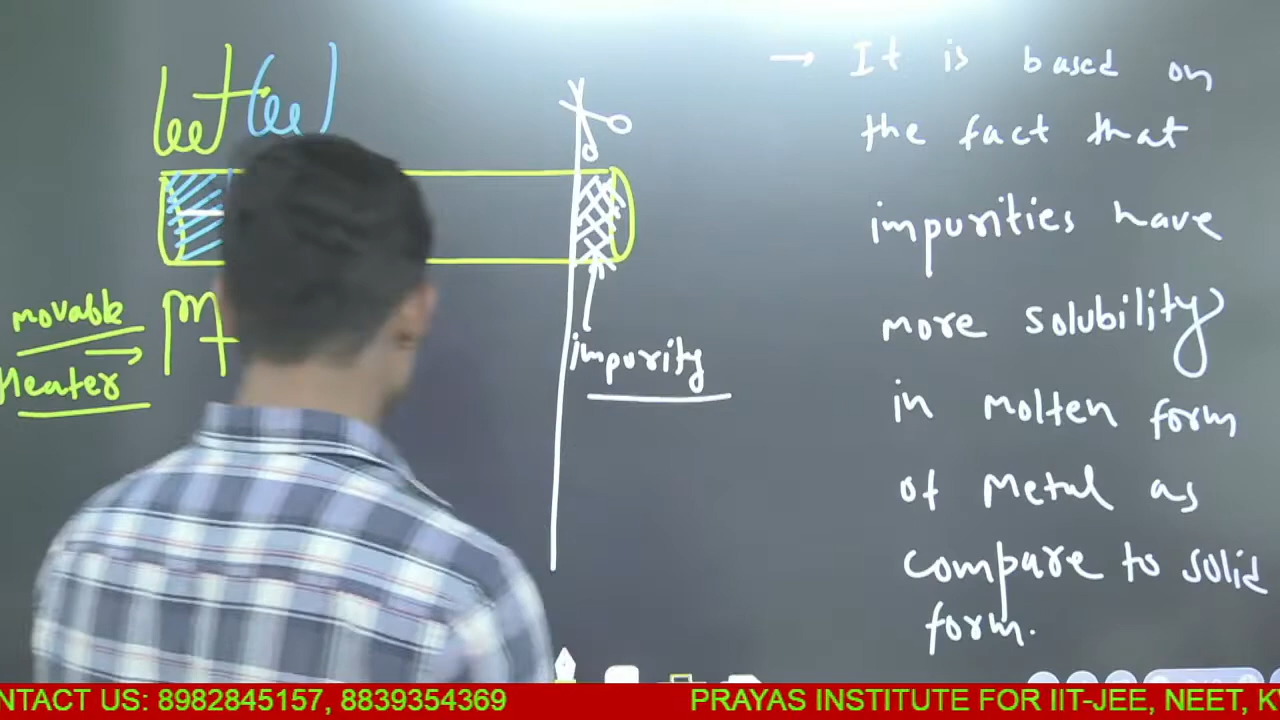 → It is based on
the fact that
impurities have
more solubility
in molten form
of metal as
compare to solid
form.
movable
Heater
impurity
NTACT US: 8982845157, 8839354369
PRAYAS INSTITUTE FOR IIT-JEE, NEET, K